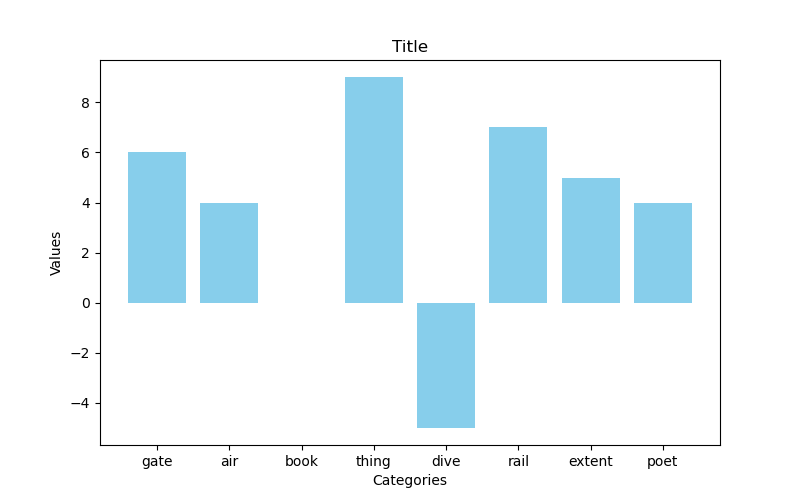 Title
Values
8
6
4
2
0
−2
−4
gate air book thing dive rail extent poet
Categories